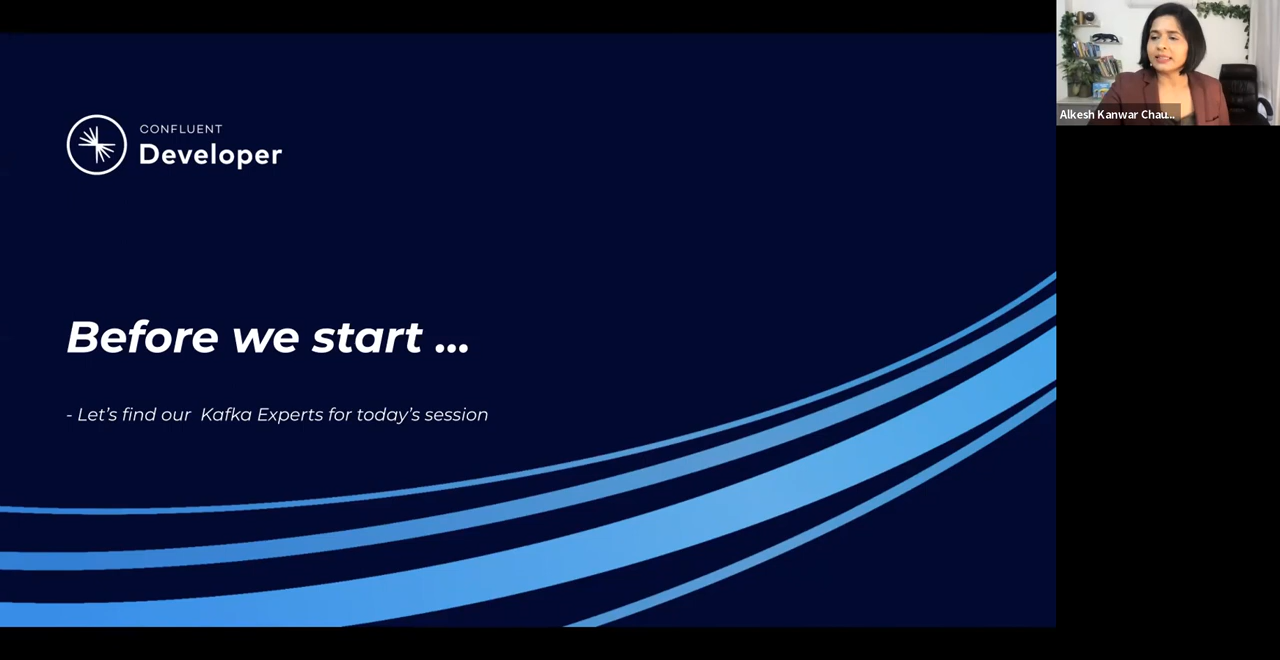 CONFLUENT
Developer
Before we start ...
- Let's find our  Kafka Experts for today's session
Alkesh Kanwar Chau...